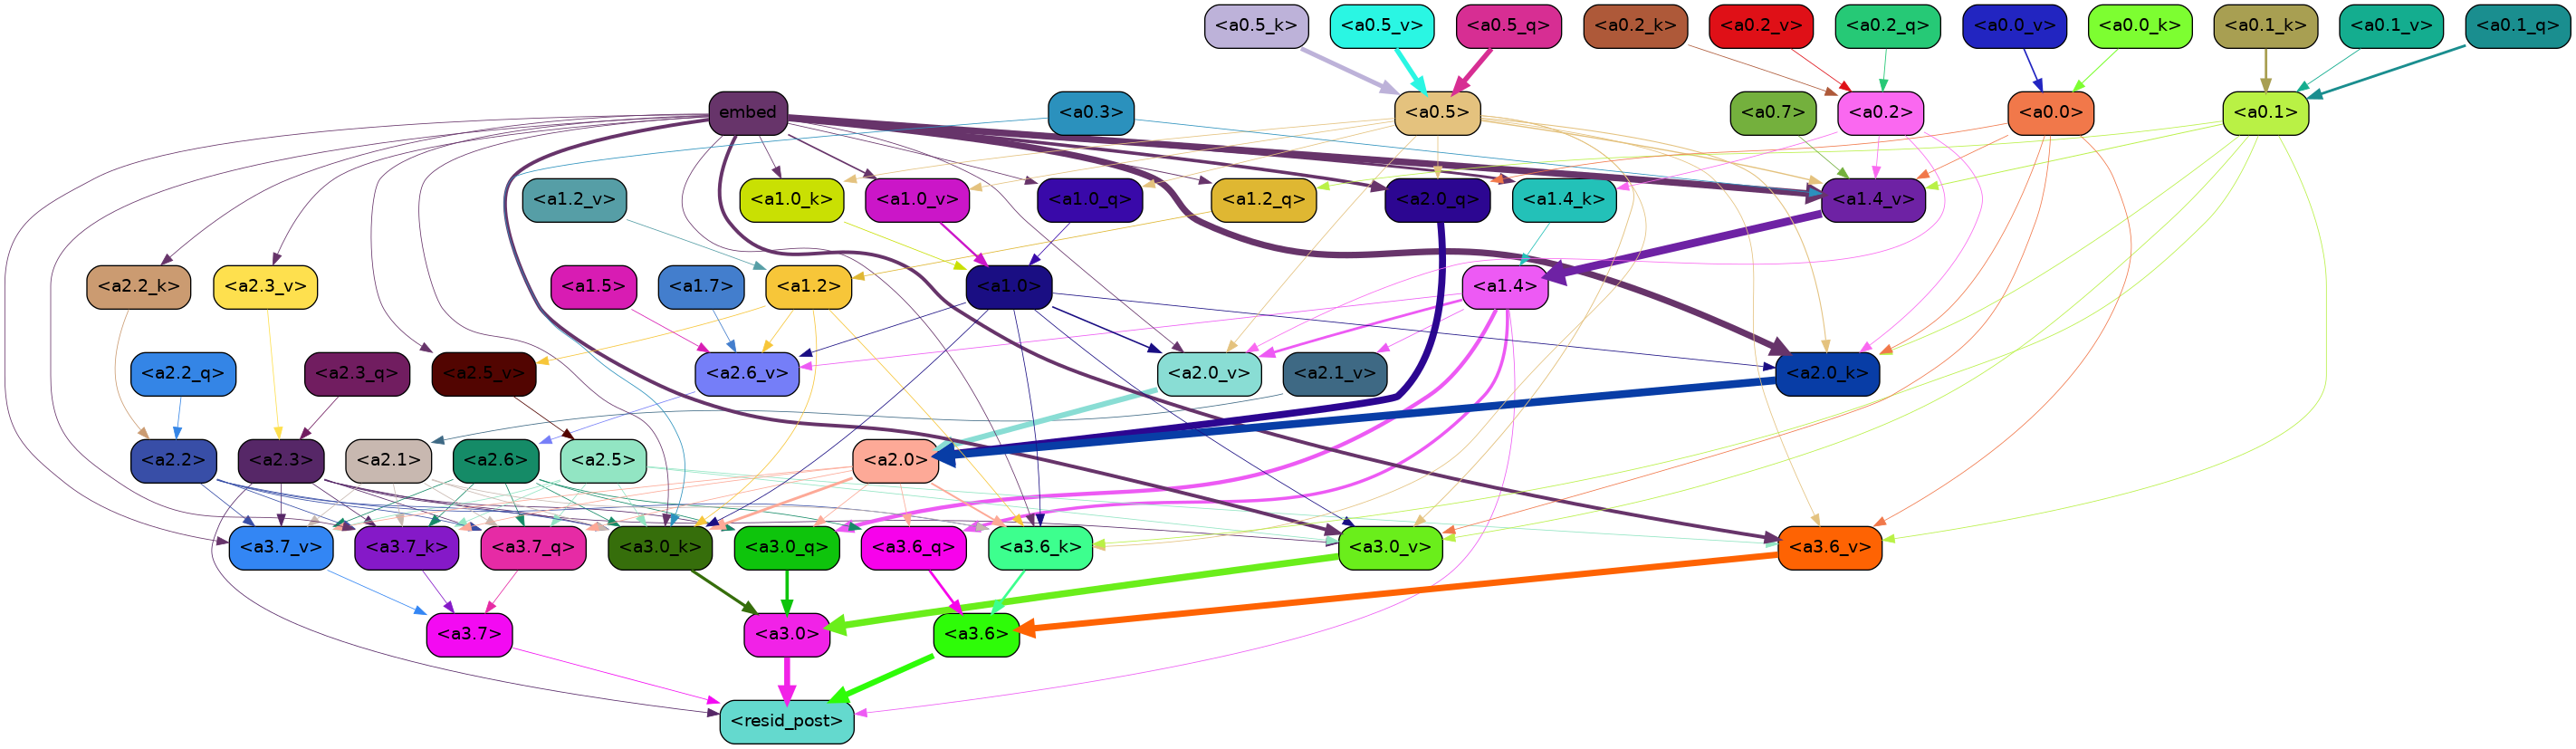 <a0.5_k> <a0.5_v> <a0.5_q> <a0.2_k> <a0.2_v> <a0.2_q> <a0.0_v> <a0.0_k> <a0.1_k> <a0.1_v> <a0.1_q>
embed <a0.3> <a0.5> <a0.7> <a0.2> <a0.0> <a0.1>
<a1.2_v> <a1.0_k> <a1.0_v> <a1.0_q> <a1.2_q> <a2.0_q> <a1.4_k> <a1.4_v>
<a2.2_k> <a2.3_v> <a1.5> <a1.7> <a1.2> <a1.0> <a1.4>
<a2.2_q> <a2.3_q> <a2.5_v> <a2.6_v> <a2.0_v> <a2.1_v> <a2.0_k>
<a2.2> <a2.3> <a2.1> <a2.6> <a2.5> <a2.0>
<a3.7_v> <a3.7_k> <a3.7_q> <a3.0_k> <a3.0_q> <a3.6_q> <a3.6_k> <a3.0_v> <a3.6_v>
<a3.7> <a3.0> <a3.6>
<resid_post>